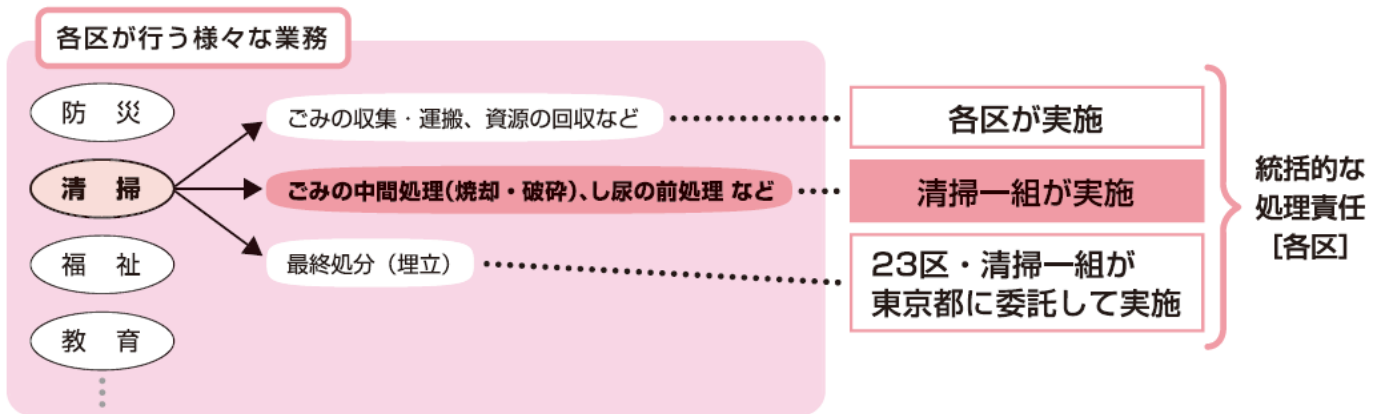 各区が行う様々な業務
防 災
清 掃
福 祉
教 育
ごみの収集・運搬、資源の回収など
ごみの中間処理(焼却・破砕)、し尿の前処理 など
最終処分（埋立）
各区が実施
清掃一組が実施
23区・清掃一組が
東京都に委託して実施
統括的な
処理責任
[各区]